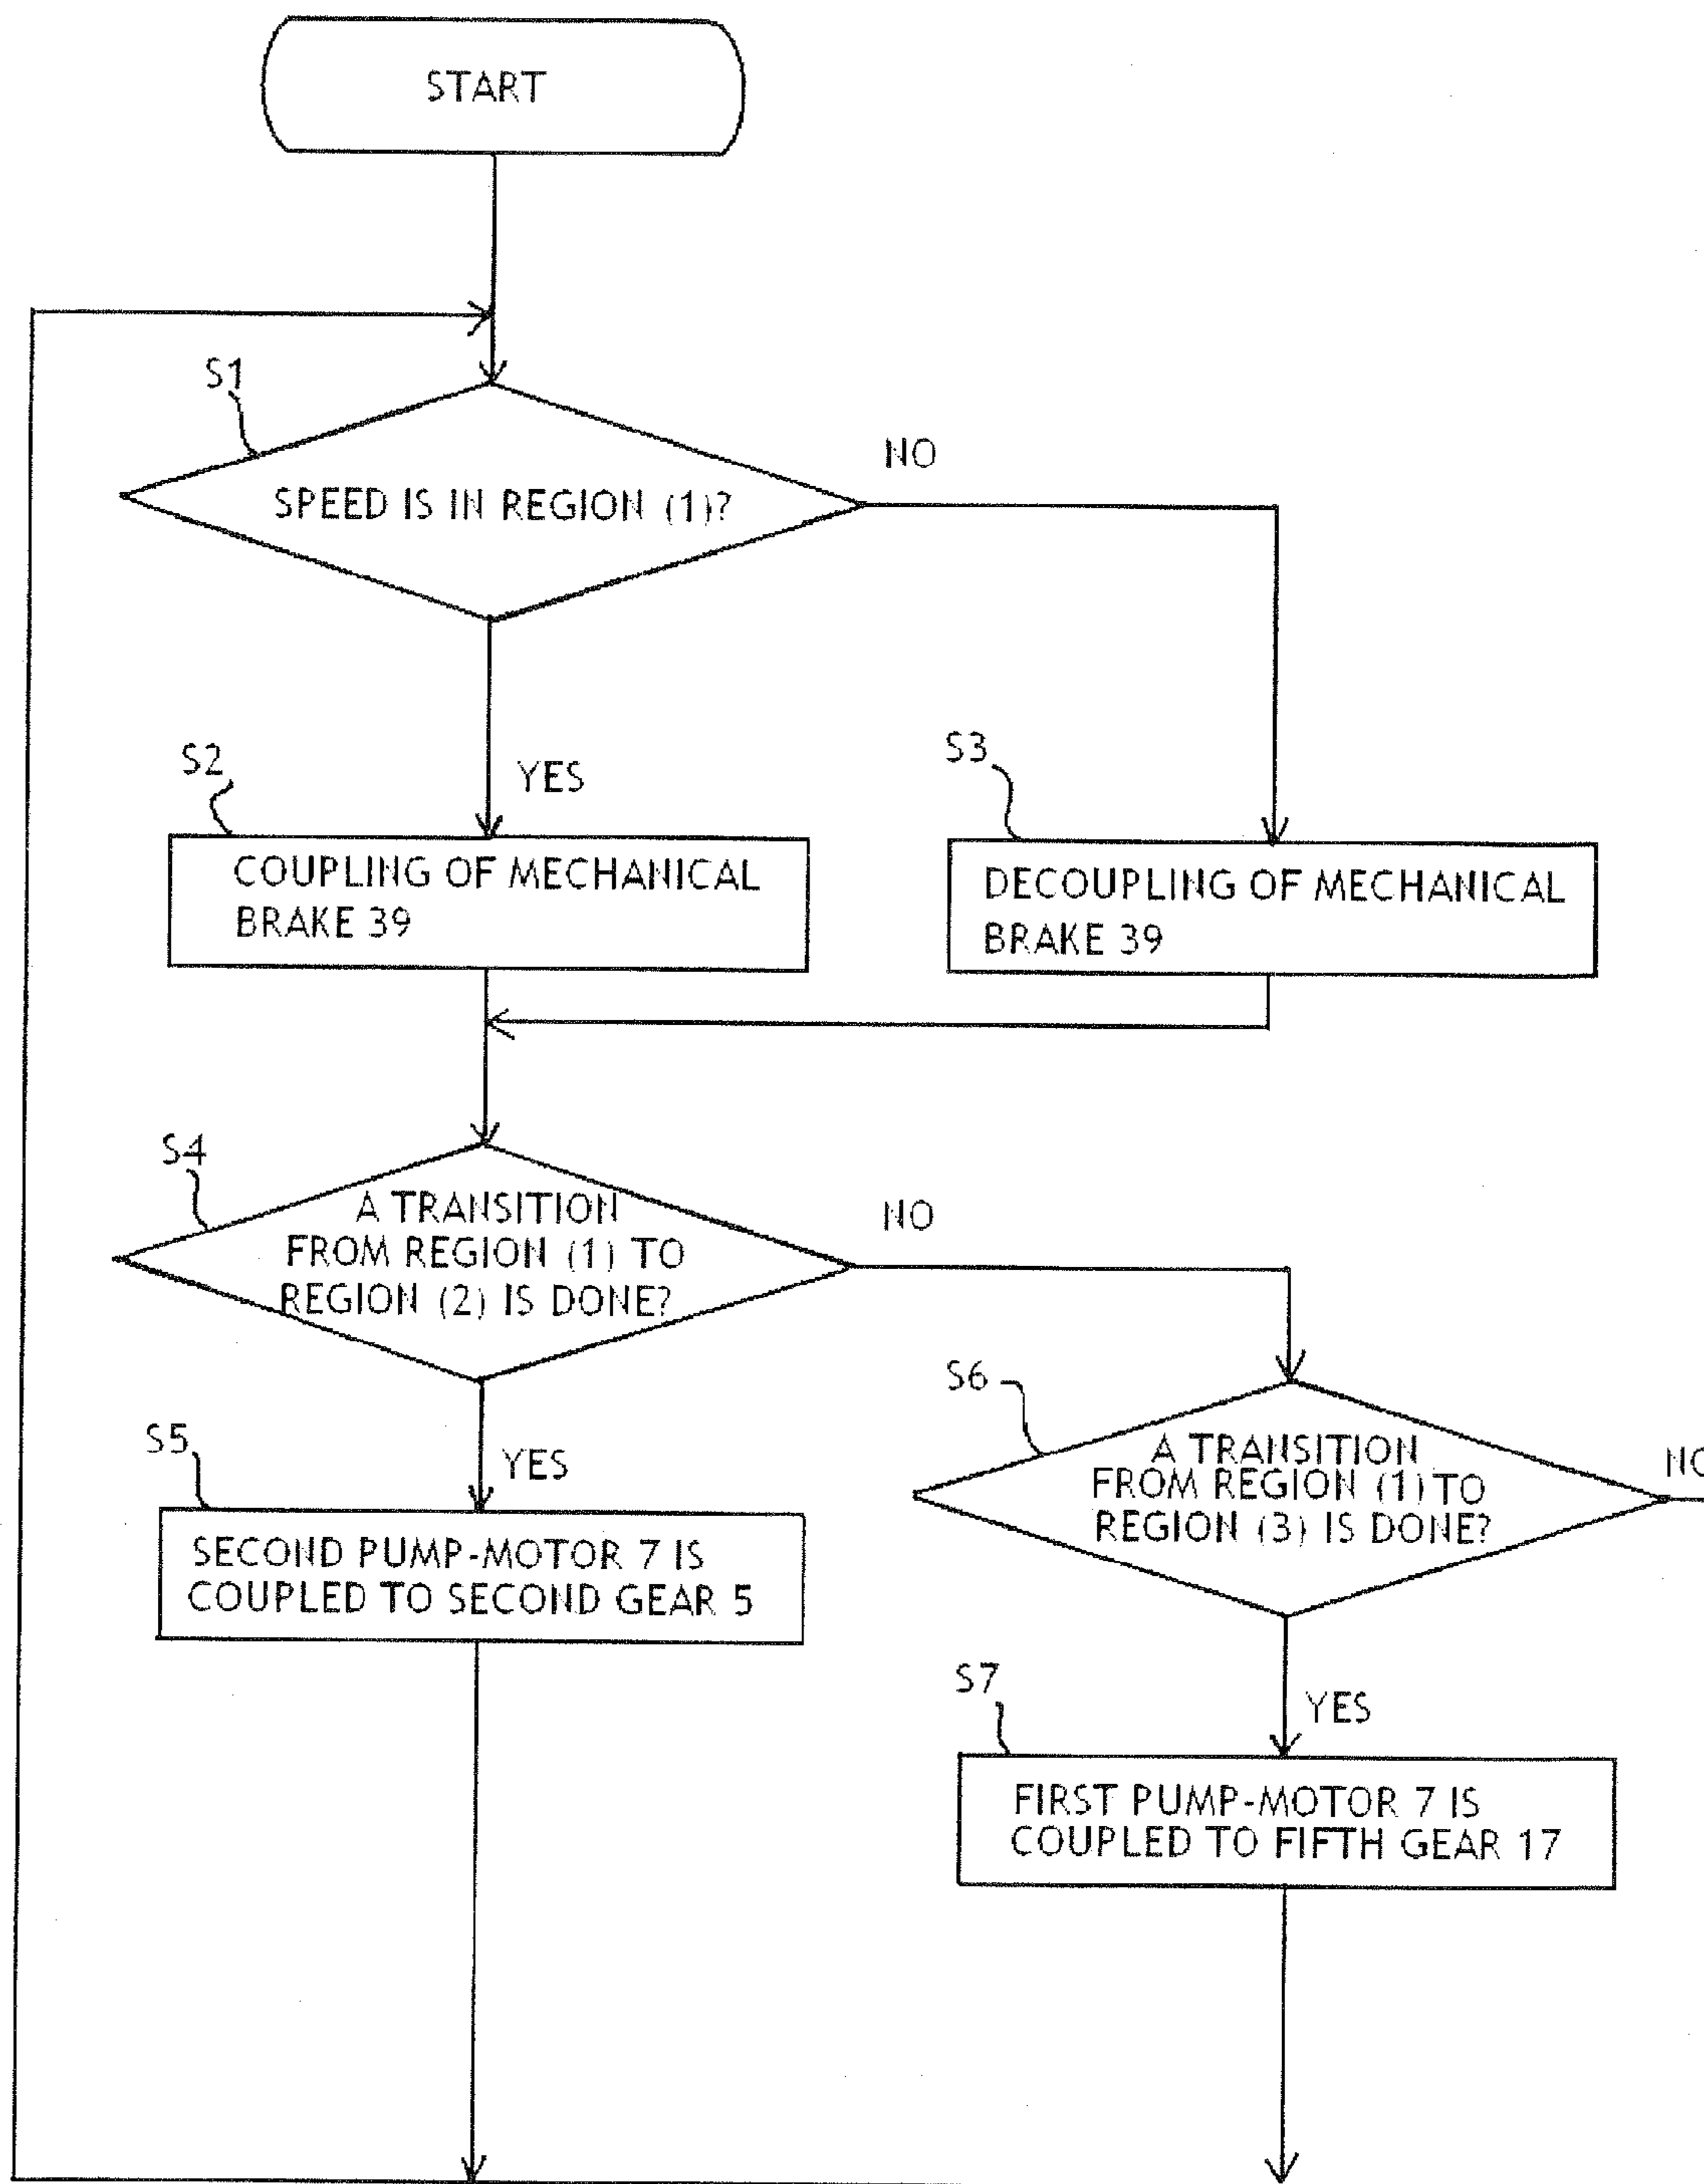 START
S1
SPEED IS IN REGION (1)?
NO
YES
S2
COUPLING OF MECHANICAL
BRAKE 39
S3
DECOUPLING OF MECHANICAL
BRAKE 39
S4
A TRANSITION
FROM REGION (1) TO
REGION (2) IS DONE?
NO
YES
S5
SECOND PUMP-MOTOR 7 IS
COUPLED TO SECOND GEAR 5
S6
A TRANSITION
FROM REGION (1) TO
REGION (3) IS DONE?
NO
YES
S7
FIRST PUMP-MOTOR 7 IS
COUPLED TO FIFTH GEAR 17